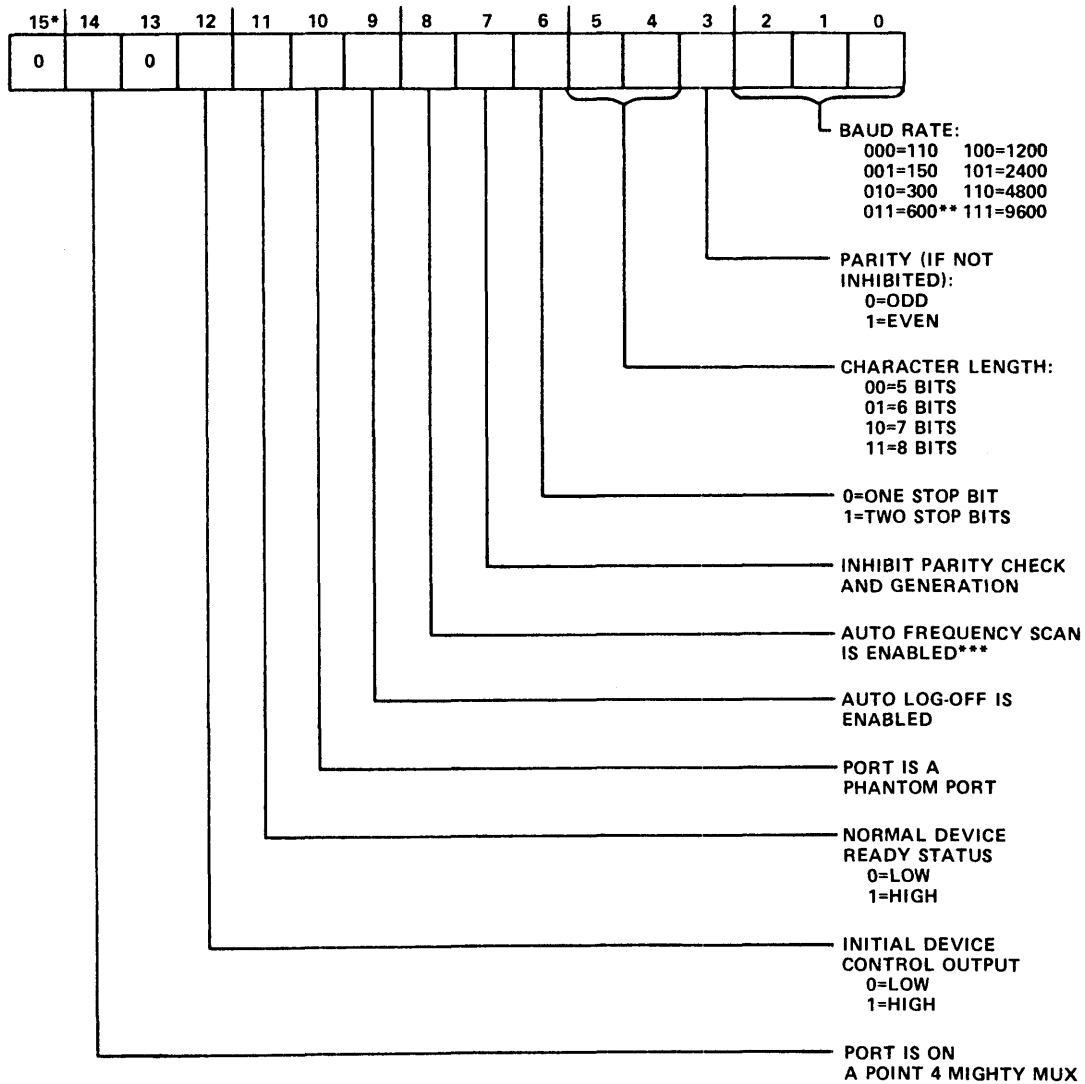 15* 14 13 12 11 10 9 8 7 6 5 4 3 2 1 0
0 0
BAUD RATE:
000=110 100=1200
001=150 101=2400
010=300 110=4800
011=600** 111=9600
PARITY (IF NOT
INHIBITED):
0=ODD
1=EVEN
CHARACTER LENGTH:
00=5 BITS
01=6 BITS
10=7 BITS
11=8 BITS
0=ONE STOP BIT
1=TWO STOP BITS
INHIBIT PARITY CHECK
AND GENERATION
AUTO FREQUENCY SCAN
IS ENABLED***
AUTO LOG-OFF IS
ENABLED
PORT IS A
PHANTOM PORT
NORMAL DEVICE
READY STATUS
0=LOW
1=HIGH
INITIAL DEVICE
CONTROL OUTPUT
0=LOW
1=HIGH
PORT IS ON
A POINT 4 MIGHTY MUX